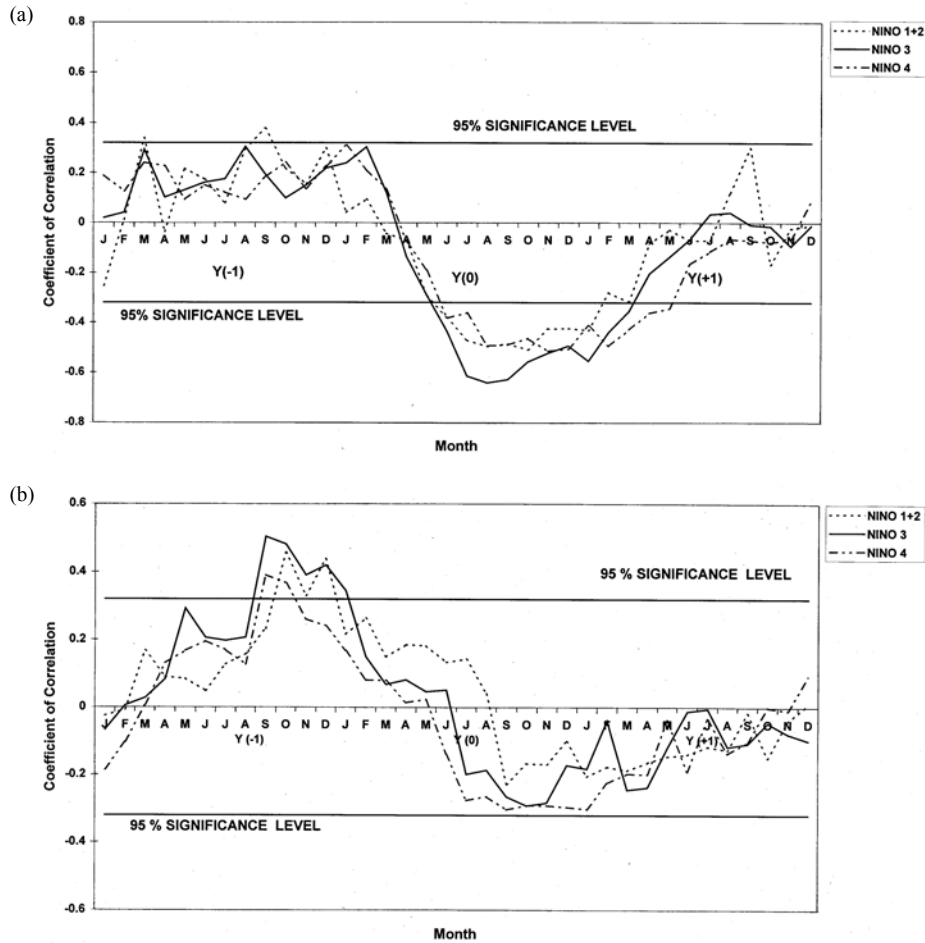 (a)
0.8
0.6
0.4
0.2
0
-0.2
-0.4
-0.6
-0.8
Coefficient of Correlation
95% SIGNIFICANCE LEVEL
J F M A M J J A S O N D J F M A M J J A S O N D J F M A M J J A S O N D
Y(-1)
Y(0)
Y(+1)
95% SIGNIFICANCE LEVEL
Month
NINO 1+2
NINO 3
NINO 4
(b)
0.6
0.4
0.2
0
-0.2
-0.4
-0.6
Coefficient of Correlation
95 % SIGNIFICANCE LEVEL
J F M A M J J A S O N D J F M A M J J A S O N D J F M A M J J A S O N D
Y (-1)
Y (0)
Y (+1)
95 % SIGNIFICANCE LEVEL
Month
NINO 1+2
NINO 3
NINO 4